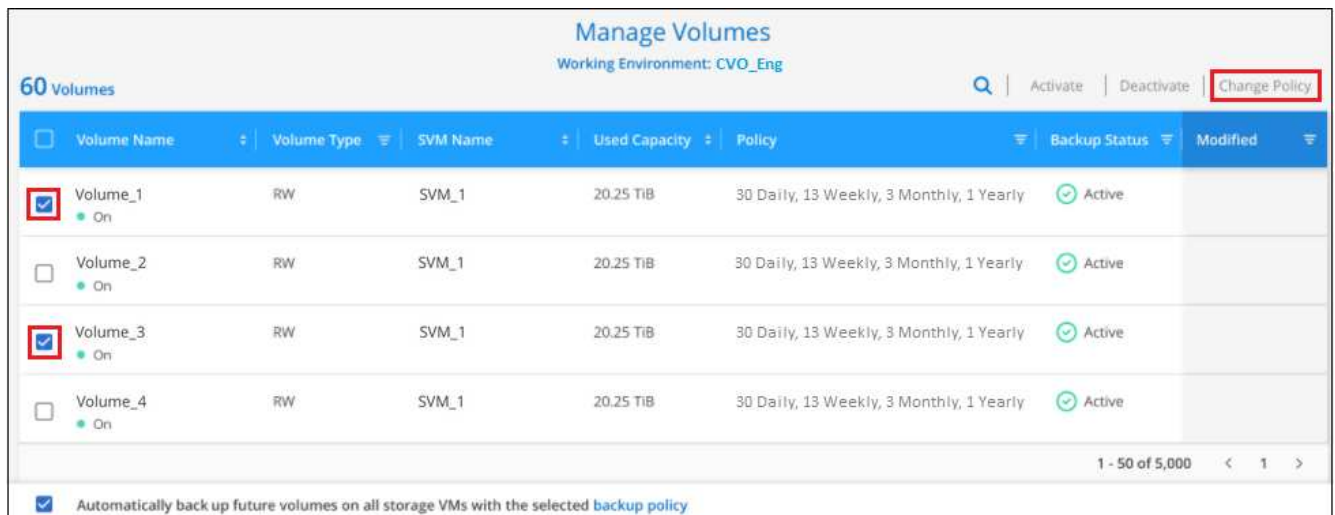 Manage Volumes
Working Environment: CVO_Eng
60 Volumes
Activate | Deactivate | Change Policy
Volume Name Volume Type SVM Name Used Capacity Policy Backup Status Modified
Volume_1 RW SVM_1 20.25 TiB 30 Daily, 13 Weekly, 3 Monthly, 1 Yearly Active
On
Volume_2 RW SVM_1 20.25 TiB 30 Daily, 13 Weekly, 3 Monthly, 1 Yearly Active
On
Volume_3 RW SVM_1 20.25 TiB 30 Daily, 13 Weekly, 3 Monthly, 1 Yearly Active
On
Volume_4 RW SVM_1 20.25 TiB 30 Daily, 13 Weekly, 3 Monthly, 1 Yearly Active
On
1 - 50 of 5,000 < 1 >
Automatically back up future volumes on all storage VMs with the selected backup policy